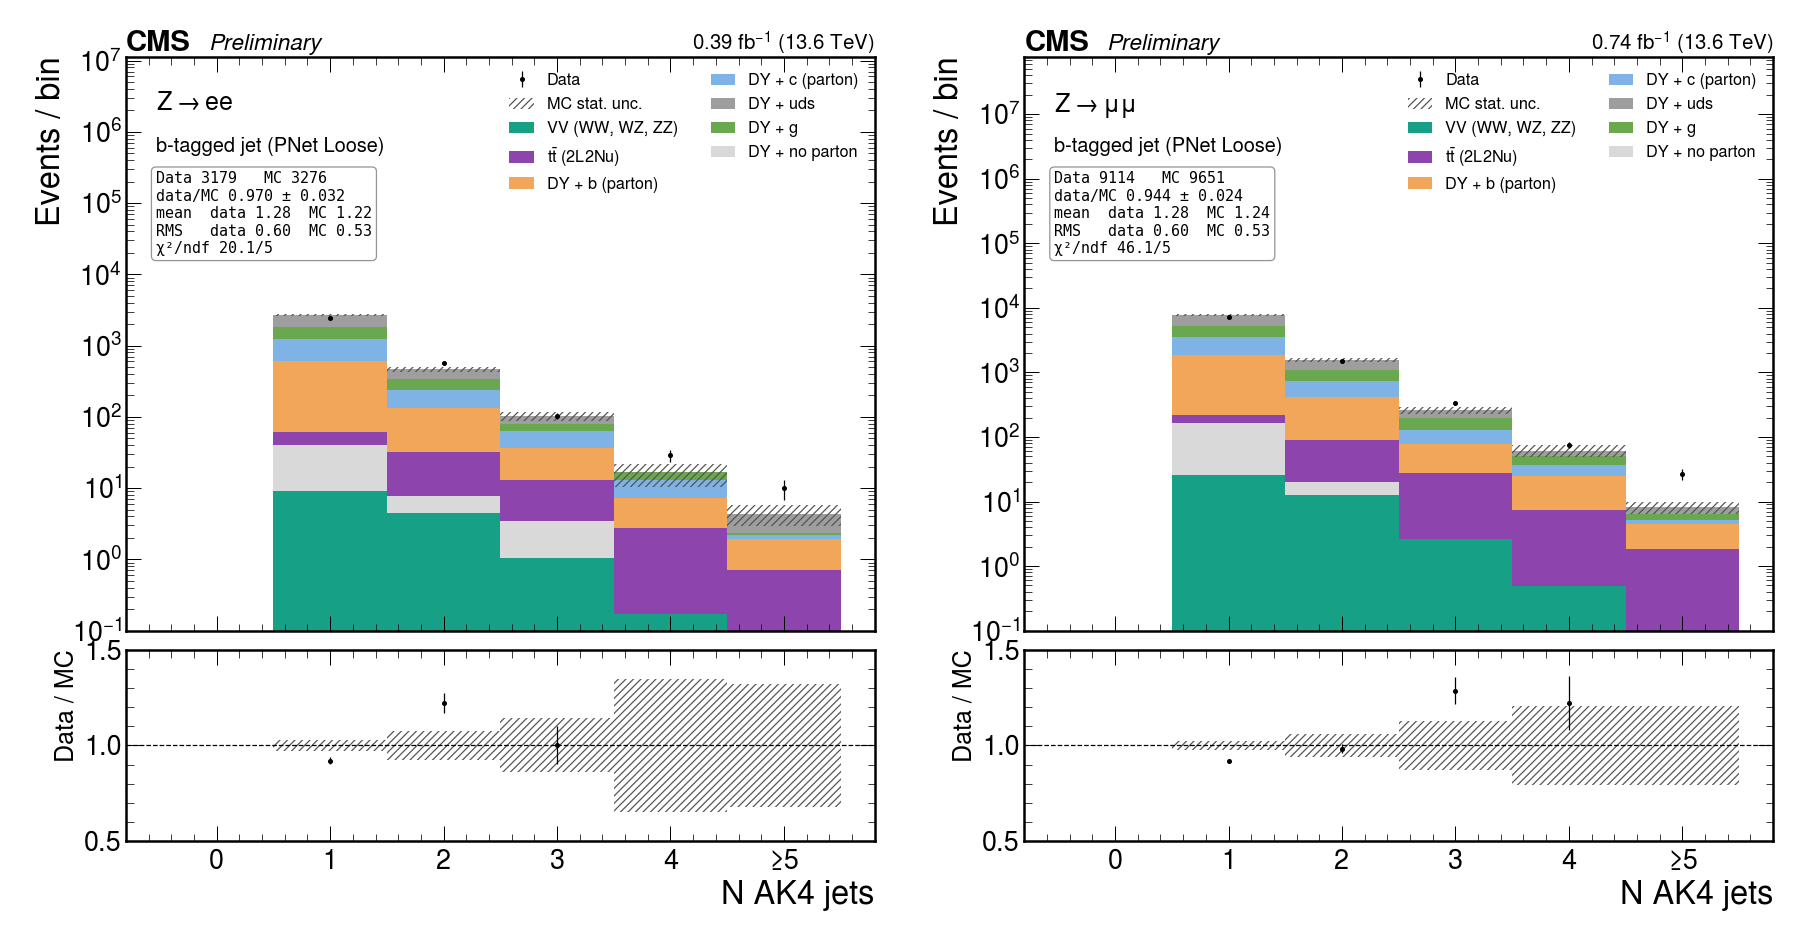 CMS Preliminary 0.39 fb⁻¹ (13.6 TeV)
Events / bin
10⁷
10⁶
10⁵
10⁴
10³
10²
10¹
10⁰
10⁻¹
Z→ee
b-tagged jet (PNet Loose)
Data 3179 MC 3276
data/MC 0.970 ± 0.032
mean data 1.28 MC 1.22
RMS data 0.60 MC 0.53
χ²/ndf 20.1/5
Data
MC stat. unc.
VV (WW, WZ, ZZ)
tt̄ (2L2Nu)
DY + b (parton)
DY + c (parton)
DY + uds
DY + g
DY + no parton
Data / MC
1.5
1.0
0.5
0 1 2 3 4 ≥5
N AK4 jets
CMS Preliminary 0.74 fb⁻¹ (13.6 TeV)
Events / bin
10⁷
10⁶
10⁵
10⁴
10³
10²
10¹
10⁰
10⁻¹
Z→μμ
b-tagged jet (PNet Loose)
Data 9114 MC 9651
data/MC 0.944 ± 0.024
mean data 1.28 MC 1.24
RMS data 0.60 MC 0.53
χ²/ndf 46.1/5
Data
MC stat. unc.
VV (WW, WZ, ZZ)
tt̄ (2L2Nu)
DY + b (parton)
DY + c (parton)
DY + uds
DY + g
DY + no parton
Data / MC
1.5
1.0
0.5
0 1 2 3 4 ≥5
N AK4 jets